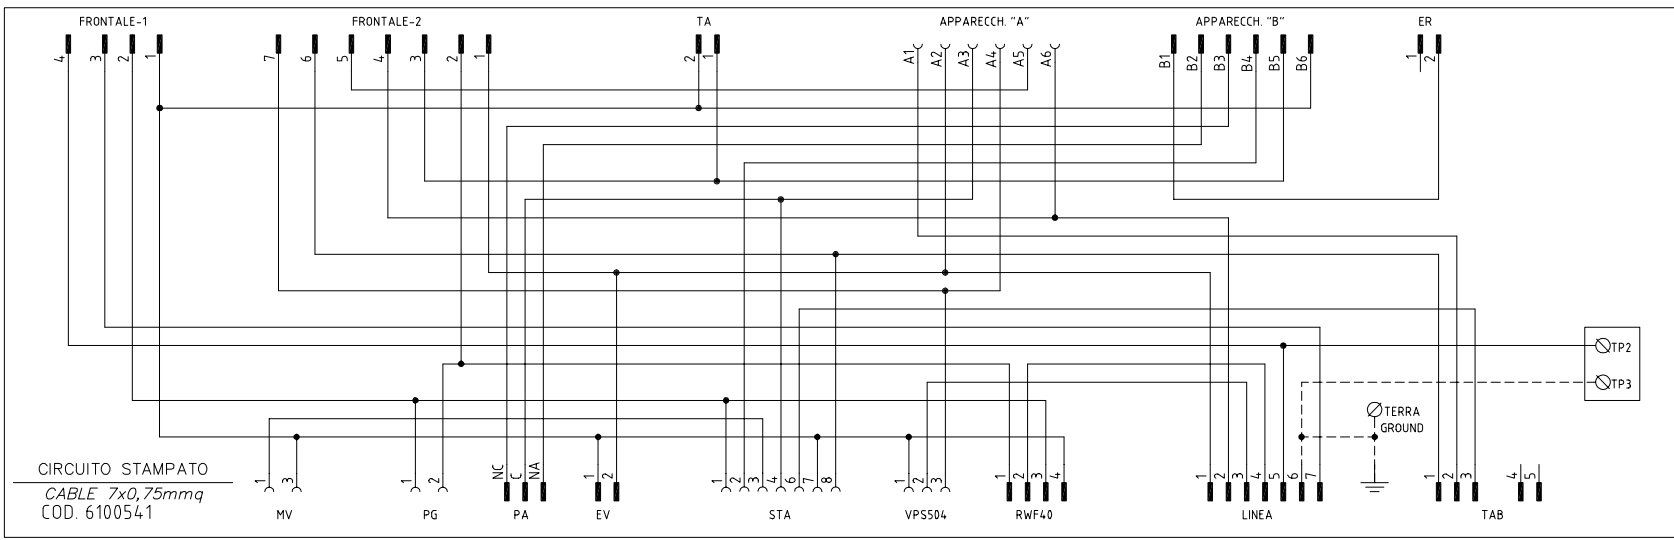 FRONTALE-1 FRONTALE-2 TA APPARECCH. "A" APPARECCH. "B" ER
4 3 2 1 7 6 5 4 3 2 1 2 1 A1 A2 A3 A4 A5 A6 B1 B2 B3 B4 B5 B6 1 2
TP2
TP3
TERRA
GROUND
CIRCUITO STAMPATO
CABLE 7x0,75mmq
COD. 6100541
1 3 1 2 NC C NA 1 2 1 2 3 4 6 7 8 1 2 3 1 2 3 4 1 2 3 4 5 6 7 1 2 3 4 5
MV PG PA EV STA VPS504 RWF40 LINEA TAB